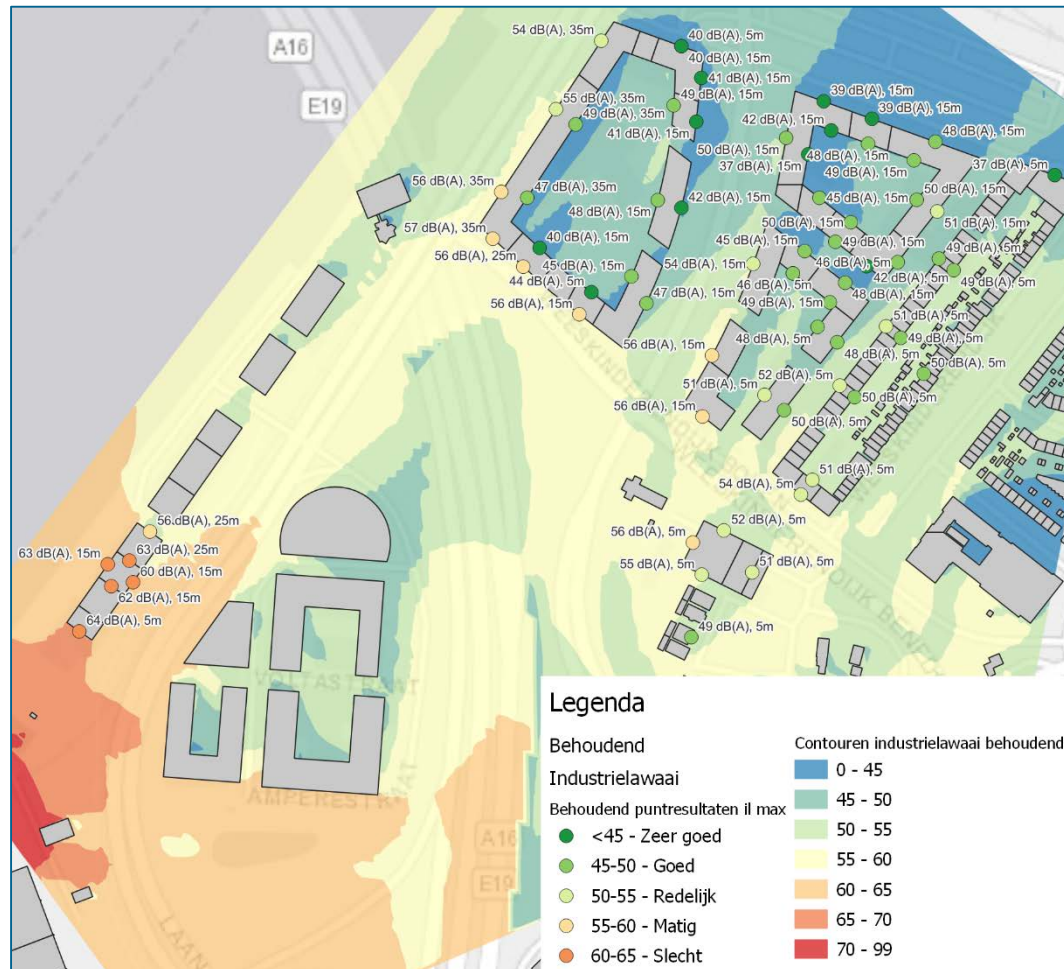 54 dB(A), 35m
40 dB(A), 5m
40 dB(A), 15m
41 dB(A), 15m
49 dB(A), 15m
A16
E19
55 dB(A), 35m
49 dB(A), 35m
41 dB(A), 15m
39 dB(A), 15m
39 dB(A), 15m
42 dB(A), 15m
48 dB(A), 15m
50 dB(A), 15m
37 dB(A), 15m
48 dB(A), 15m
49 dB(A), 15m
37 dB(A), 5m
56 dB(A), 35m
47 dB(A), 35m
48 dB(A), 15m
42 dB(A), 15m
45 dB(A), 15m
50 dB(A), 15m
51 dB(A), 15m
57 dB(A), 35m
40 dB(A), 15m
50 dB(A), 15m
45 dB(A), 15m
49 dB(A), 15m
49 dB(A), 5m
56 dB(A), 25m
45 dB(A), 15m
44 dB(A), 5m
54 dB(A), 15m
46 dB(A), 5m
42 dB(A), 5m
49 dB(A), 5m
46 dB(A), 5m
56 dB(A), 15m
47 dB(A), 15m
49 dB(A), 15m
48 dB(A), 15m
51 dB(A), 5m
49 dB(A), 5m
48 dB(A), 5m
48 dB(A), 5m
56 dB(A), 15m
52 dB(A), 5m
50 dB(A), 5m
51 dB(A), 5m
50 dB(A), 5m
56 dB(A), 15m
50 dB(A), 5m
51 dB(A), 5m
54 dB(A), 5m
56 dB(A), 25m
52 dB(A), 5m
56 dB(A), 5m
63 dB(A), 15m
63 dB(A), 25m
60 dB(A), 15m
62 dB(A), 15m
55 dB(A), 5m
51 dB(A), 5m
64 dB(A), 5m
49 dB(A), 5m
VOLTASTRAAT
AMPERESTRAAT
A16
E19
LAAN
Legenda
Behoudend
Industrielawaai
Behoudend puntresultaten il max
<45 - Zeer goed
45-50 - Goed
50-55 - Redelijk
55-60 - Matig
60-65 - Slecht
Contouren industrielawaai behoudend
0 - 45
45 - 50
50 - 55
55 - 60
60 - 65
65 - 70
70 - 99